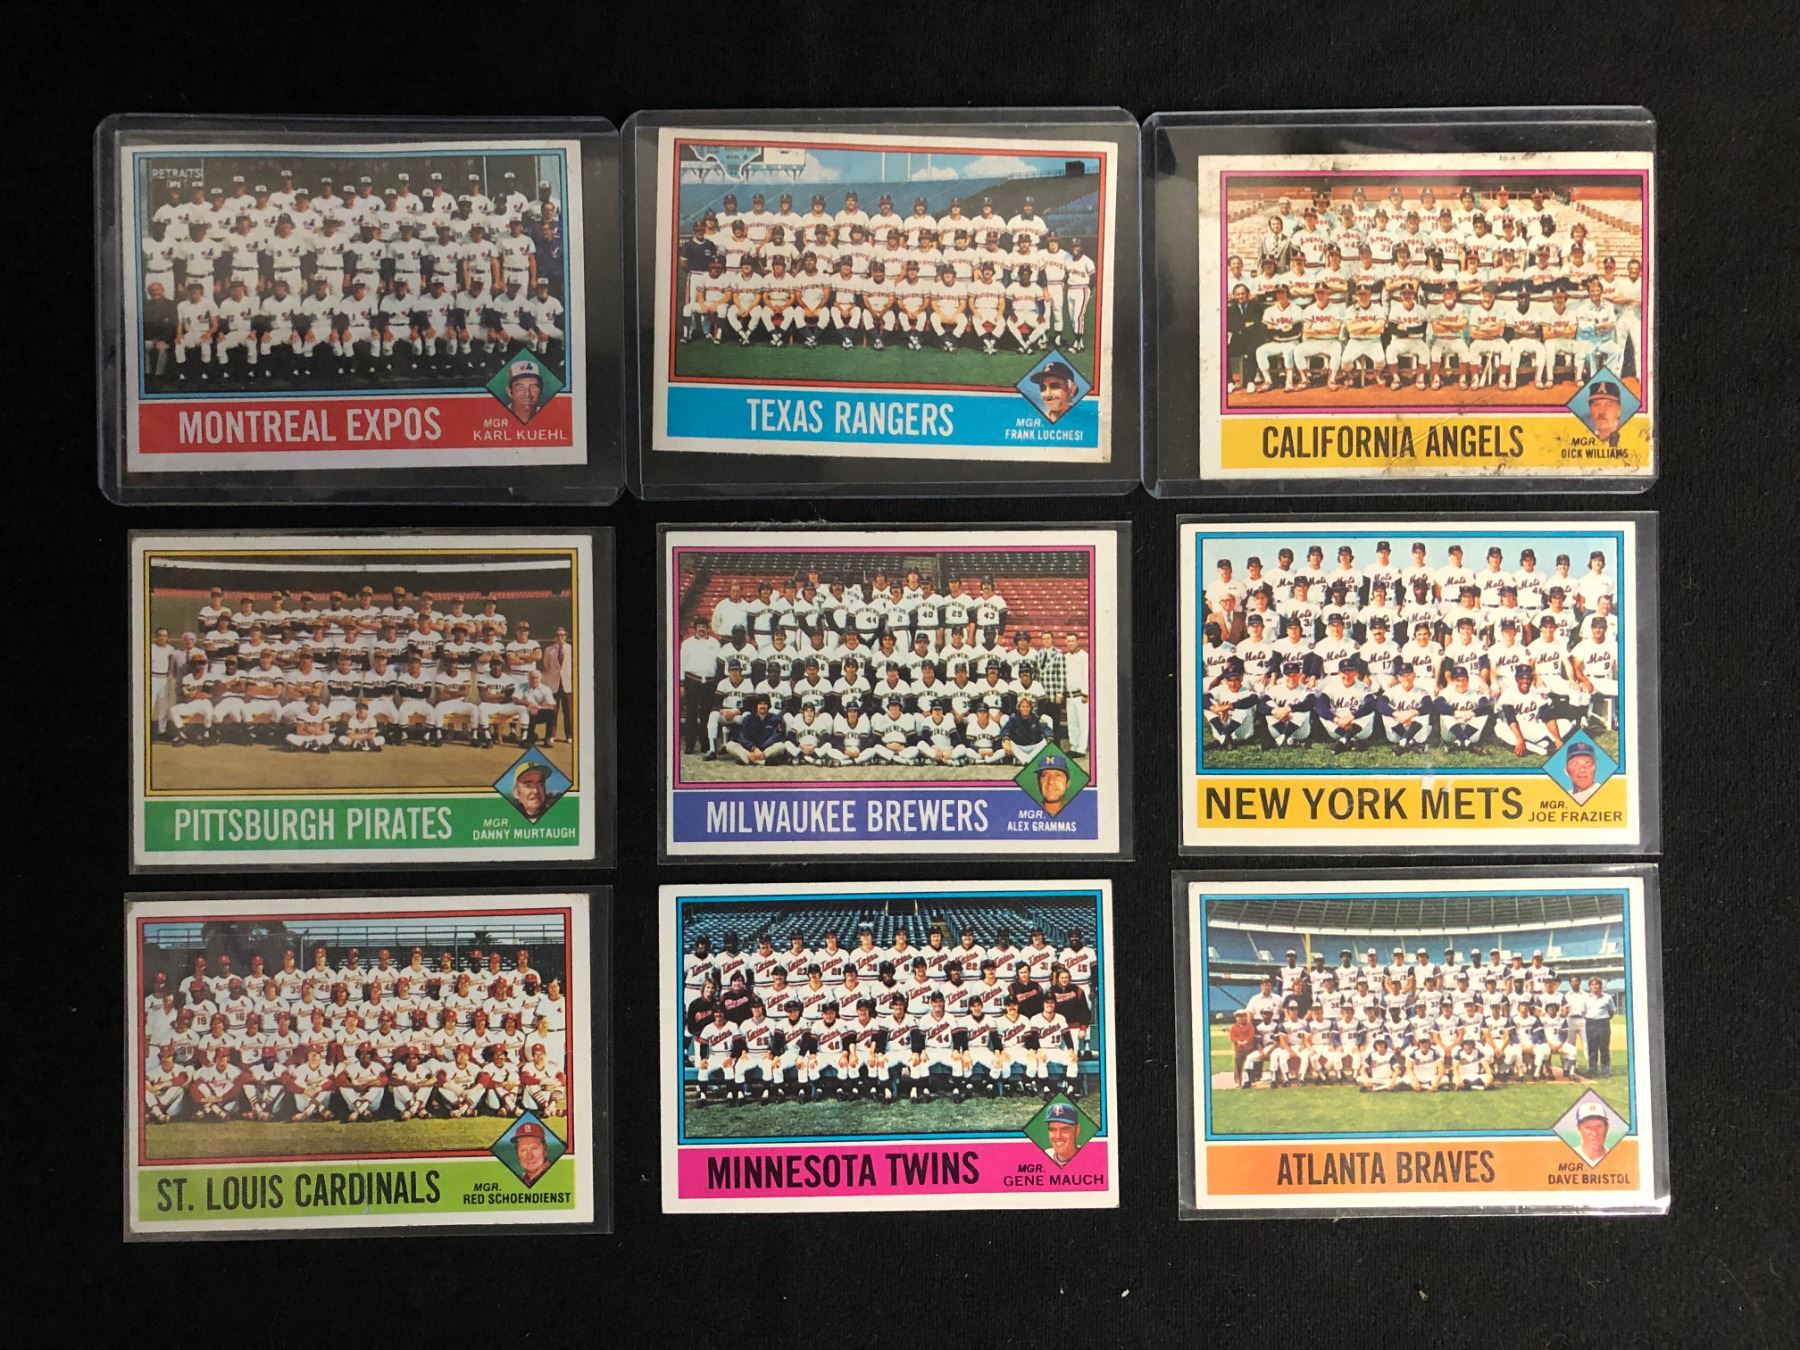 RETRAITS
MONTREAL EXPOS
MGR.
KARL KUEHL
TEXAS RANGERS
MGR.
FRANK LUCCHESI
CALIFORNIA ANGELS
MGR.
DICK WILLIAMS
PITTSBURGH PIRATES
MGR.
DANNY MURTAUGH
MILWAUKEE BREWERS
MGR.
ALEX GRAMMAS
NEW YORK METS
MGR.
JOE FRAZIER
ST. LOUIS CARDINALS
MGR.
RED SCHOENDIENST
MINNESOTA TWINS
MGR.
GENE MAUCH
ATLANTA BRAVES
MGR.
DAVE BRISTOL